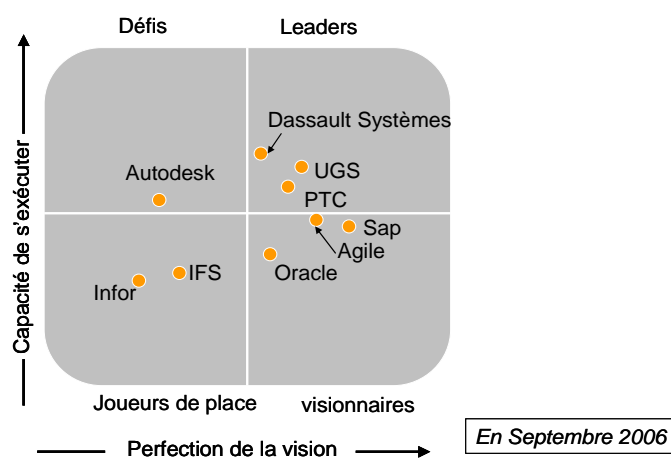 Défis
Leaders
Capacité de s'exécuter
Dassault Systèmes
UGS
Autodesk
PTC
Sap
Agile
Oracle
IFS
Infor
Joueurs de place
visionnaires
Perfection de la vision
En Septembre 2006